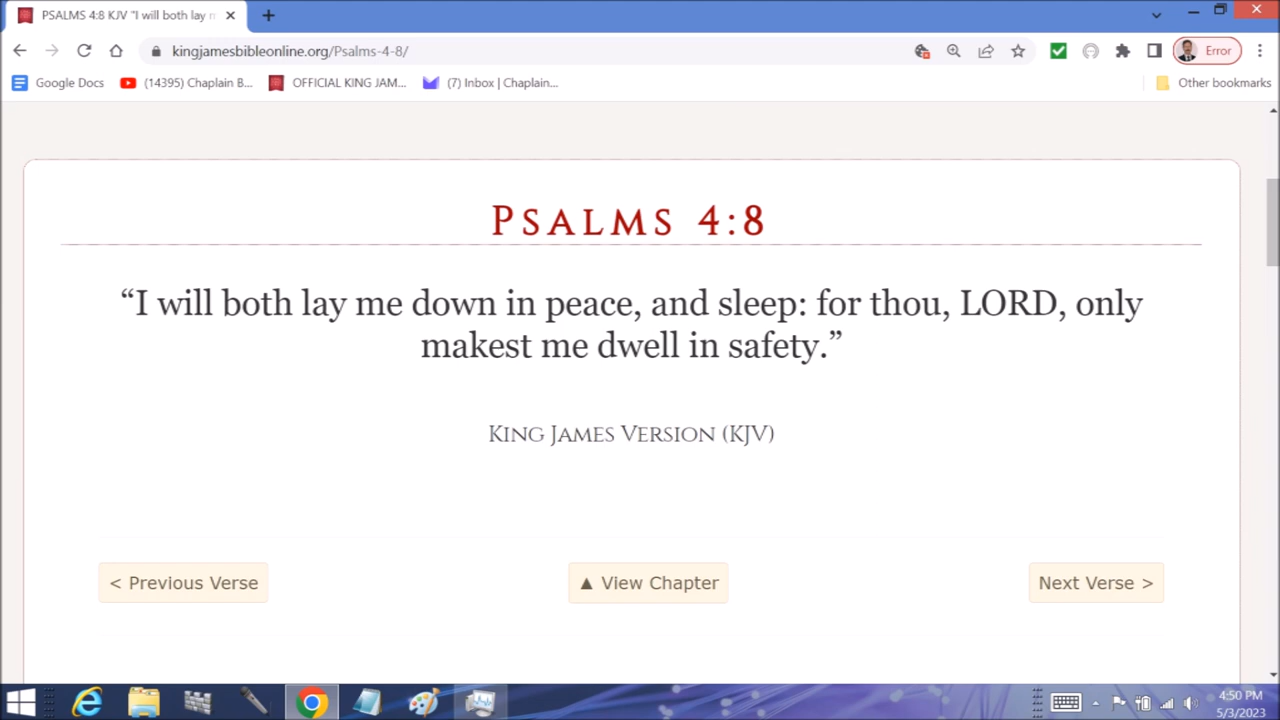 PSALMS 4:8 KJV "I will both lay m
kingjamesbibleonline.org/Psalms-4-8/
Error
Google Docs
(14395) Chaplain B...
OFFICIAL KING JAM...
(7) Inbox | Chaplain...
Other bookmarks
PSALMS 4:8
“I will both lay me down in peace, and sleep: for thou, LORD, only
makest me dwell in safety.”
KING JAMES VERSION (KJV)
< Previous Verse
▲ View Chapter
Next Verse >
4:50 PM
5/3/2023